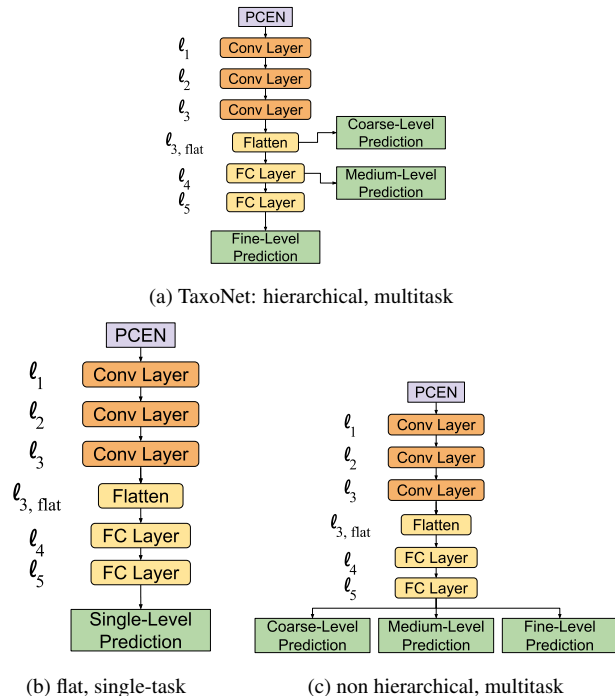 PCEN
ℓ1 Conv Layer
ℓ2 Conv Layer
ℓ3 Conv Layer
ℓ3, flat Flatten
Coarse-Level
Prediction
ℓ4 FC Layer
Medium-Level
Prediction
ℓ5 FC Layer
Fine-Level
Prediction
(a) TaxoNet: hierarchical, multitask
PCEN
ℓ1 Conv Layer
ℓ2 Conv Layer
ℓ3 Conv Layer
ℓ3, flat Flatten
ℓ4 FC Layer
ℓ5 FC Layer
Single-Level
Prediction
(b) flat, single-task
PCEN
ℓ1 Conv Layer
ℓ2 Conv Layer
ℓ3 Conv Layer
ℓ3, flat Flatten
ℓ4 FC Layer
ℓ5 FC Layer
Coarse-Level
Prediction
Medium-Level
Prediction
Fine-Level
Prediction
(c) non hierarchical, multitask